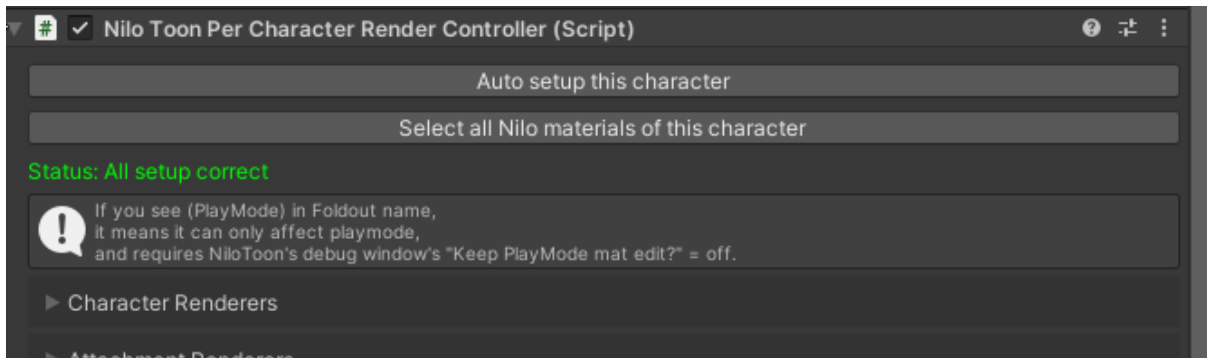 Nilo Toon Per Character Render Controller (Script)
Auto setup this character
Select all Nilo materials of this character
Status: All setup correct
If you see (PlayMode) in Foldout name,
it means it can only affect playmode,
and requires NiloToon's debug window's "Keep PlayMode mat edit?" = off.
Character Renderers
Attachment Renderers